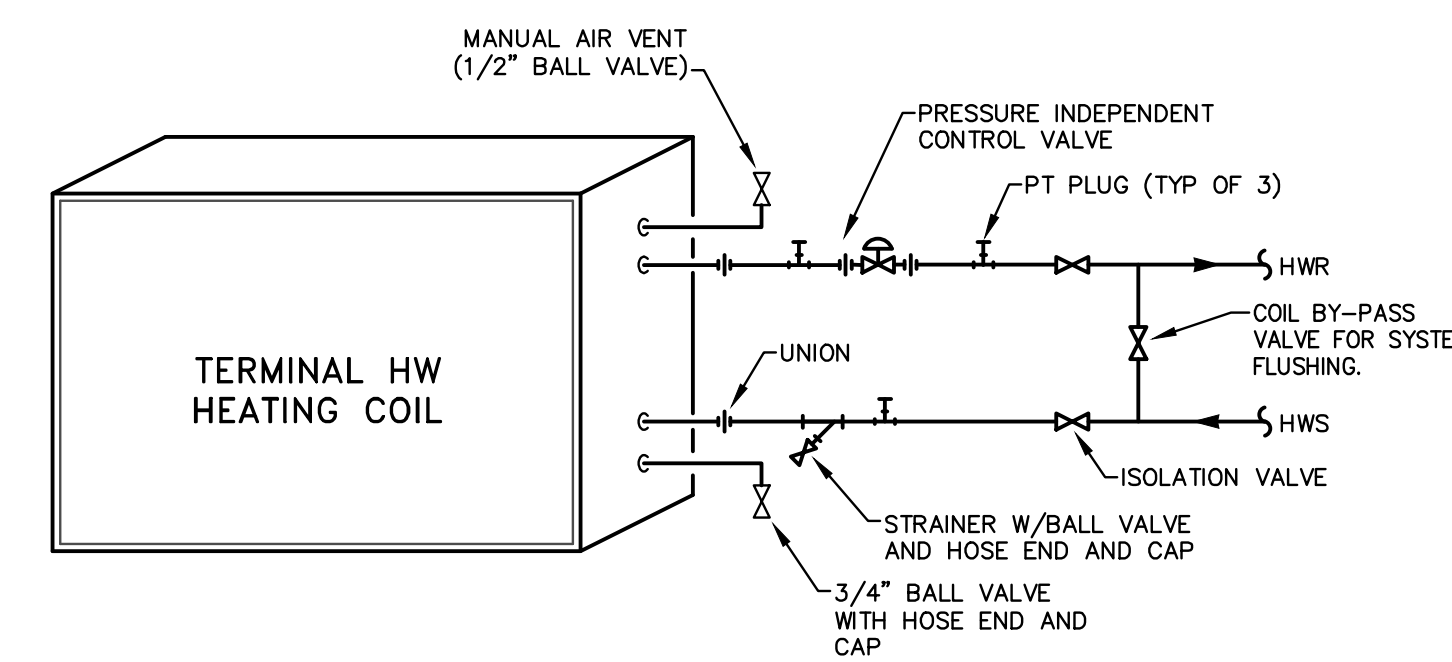 MANUAL AIR VENT
(1/2" BALL VALVE)
PRESSURE INDEPENDENT
CONTROL VALVE
PT PLUG (TYP OF 3)
HWR
COIL BY-PASS
VALVE FOR SYSTE
FLUSHING.
TERMINAL HW
HEATING COIL
UNION
HWS
ISOLATION VALVE
STRAINER W/BALL VALVE
AND HOSE END AND CAP
3/4" BALL VALVE
WITH HOSE END AND
CAP